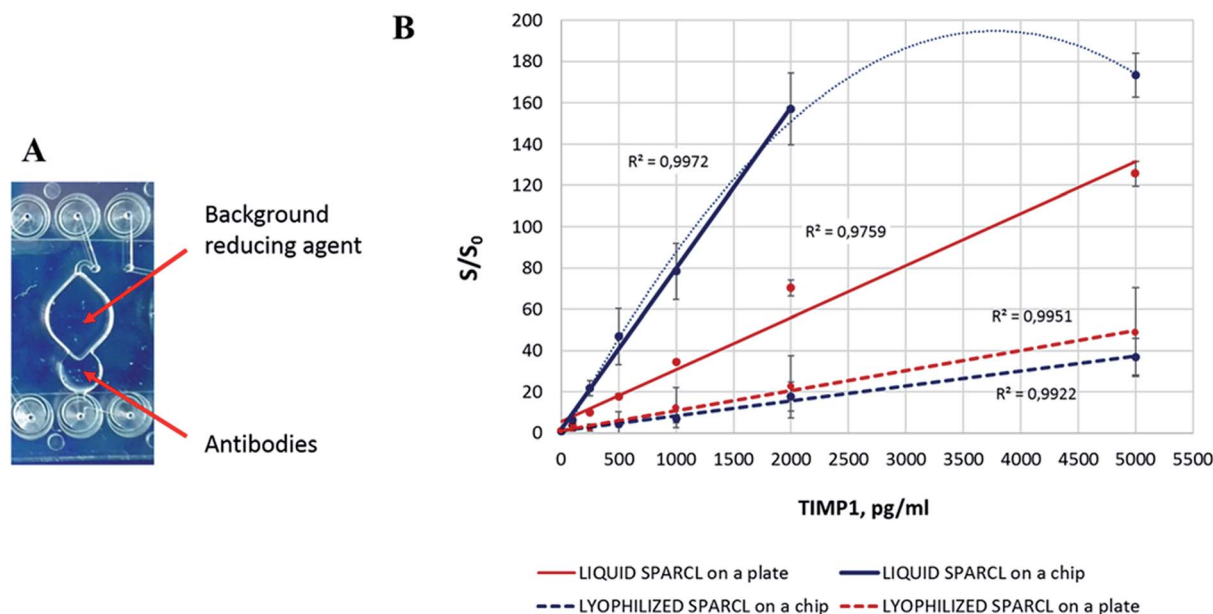 A
Background
reducing agent
Antibodies
B
S/S0
200
180
160
140
120
100
80
60
40
20
0
R² = 0,9972
R² = 0,9759
R² = 0,9951
R² = 0,9922
0 500 1000 1500 2000 2500 3000 3500 4000 4500 5000 5500
TIMP1, pg/ml
LIQUID SPARCL on a plate LIQUID SPARCL on a chip
LYOPHILIZED SPARCL on a chip LYOPHILIZED SPARCL on a plate